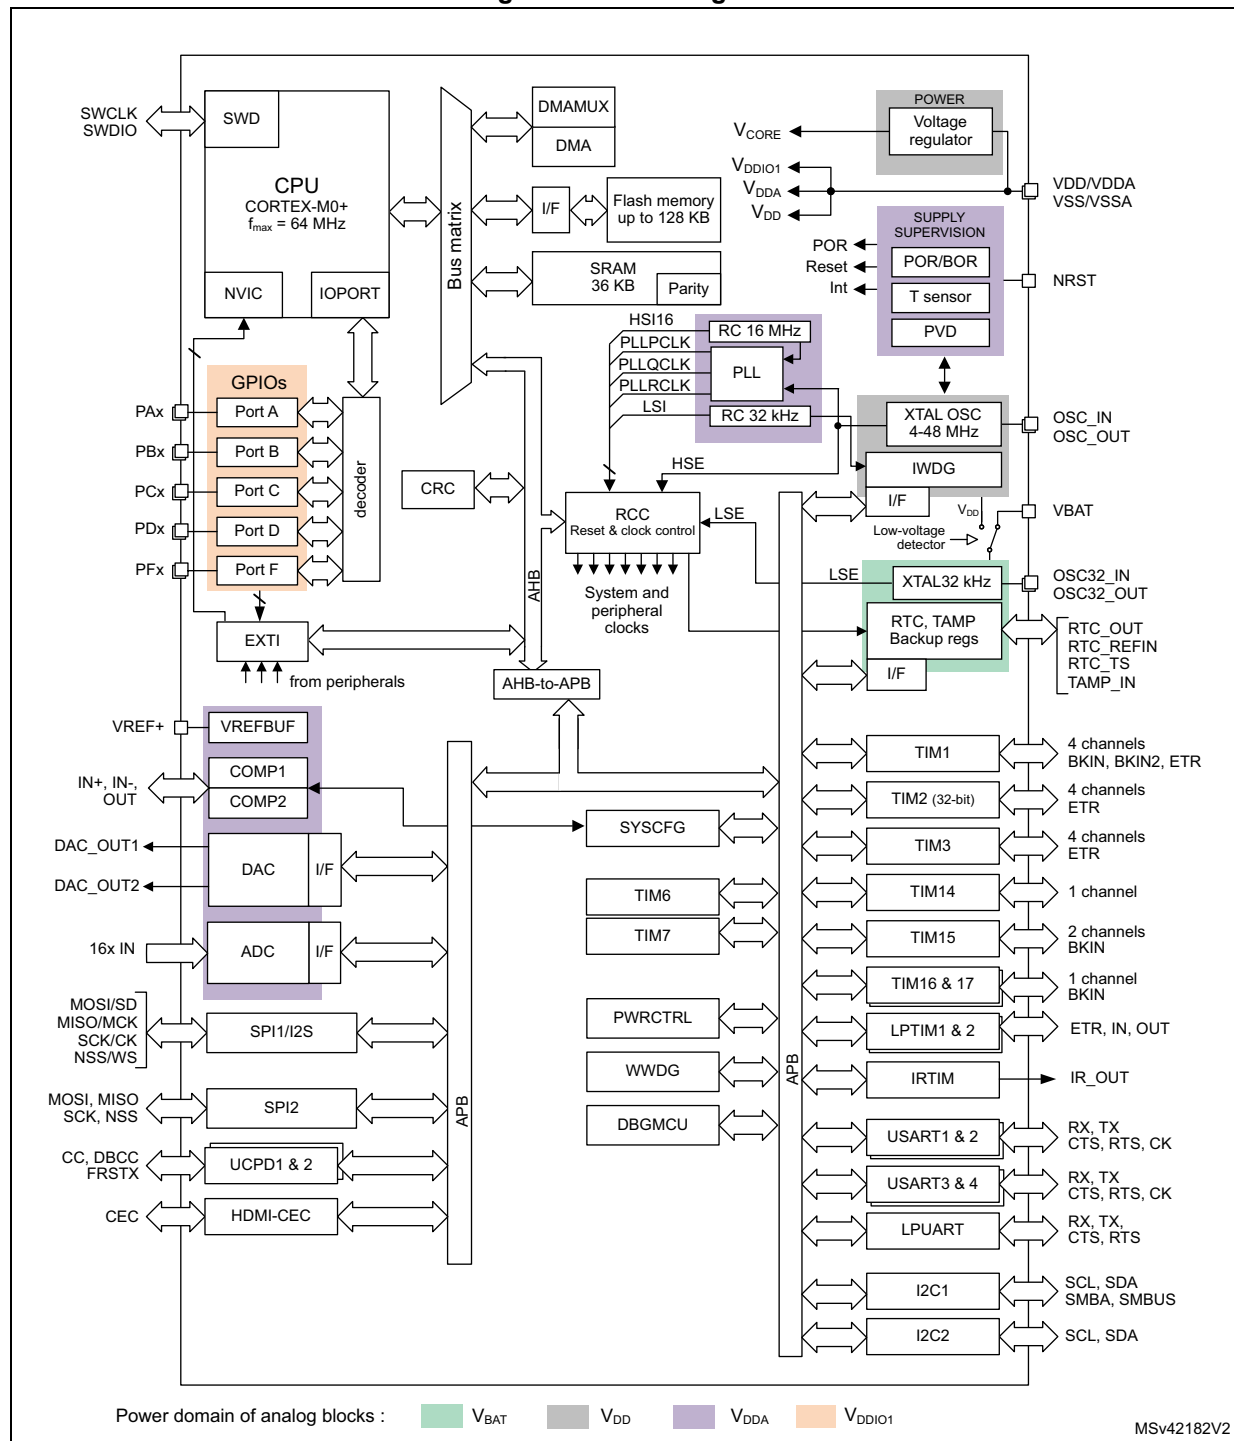 SWCLK
SWDIO
SWD
CPU
CORTEX-M0+
fmax = 64 MHz
NVIC
IOPORT
Bus matrix
DMAMUX
DMA
I/F
Flash memory
up to 128 KB
SRAM
36 KB
Parity
POWER
Voltage
regulator
VCORE
VDDIO1
VDDA
VDD
VDD/VDDA
VSS/VSSA
SUPPLY
SUPERVISION
POR
Reset
Int
POR/BOR
T sensor
PVD
NRST
HSI16
PLLPCLK
PLLQCLK
PLLRCLK
LSI
RC 16 MHz
PLL
RC 32 kHz
GPIOs
PAx
Port A
PBx
Port B
PCx
Port C
PDx
Port D
PFx
Port F
decoder
CRC
HSE
XTAL OSC
4-48 MHz
OSC_IN
OSC_OUT
IWDG
I/F
RCC
Reset & clock control
LSE
VDD
VBAT
Low-voltage
detector
LSE
XTAL32 kHz
OSC32_IN
OSC32_OUT
System and
peripheral
clocks
RTC, TAMP
Backup regs
I/F
RTC_OUT
RTC_REFIN
RTC_TS
TAMP_IN
AHB
EXTI
from peripherals
AHB-to-APB
VREF+
VREFBUF
IN+, IN-,
OUT
COMP1
COMP2
DAC_OUT1
DAC_OUT2
DAC
I/F
16x IN
ADC
I/F
MOSI/SD
MISO/MCK
SCK/CK
NSS/WS
SPI1/I2S
MOSI, MISO
SCK, NSS
SPI2
CC, DBCC
FRSTX
UCPD1 & 2
CEC
HDMI-CEC
APB
SYSCFG
TIM6
TIM7
PWRCTRL
WWDG
DBGMCU
APB
TIM1
4 channels
BKIN, BKIN2, ETR
TIM2 (32-bit)
4 channels
ETR
TIM3
4 channels
ETR
TIM14
1 channel
TIM15
2 channels
BKIN
TIM16 & 17
1 channel
BKIN
LPTIM1 & 2
ETR, IN, OUT
IRTIM
IR_OUT
USART1 & 2
RX, TX
CTS, RTS, CK
USART3 & 4
RX, TX
CTS, RTS, CK
LPUART
RX, TX,
CTS, RTS
I2C1
SCL, SDA
SMBA, SMBUS
I2C2
SCL, SDA
Power domain of analog blocks :
VBAT
VDD
VDDA
VDDIO1
MSv42182V2